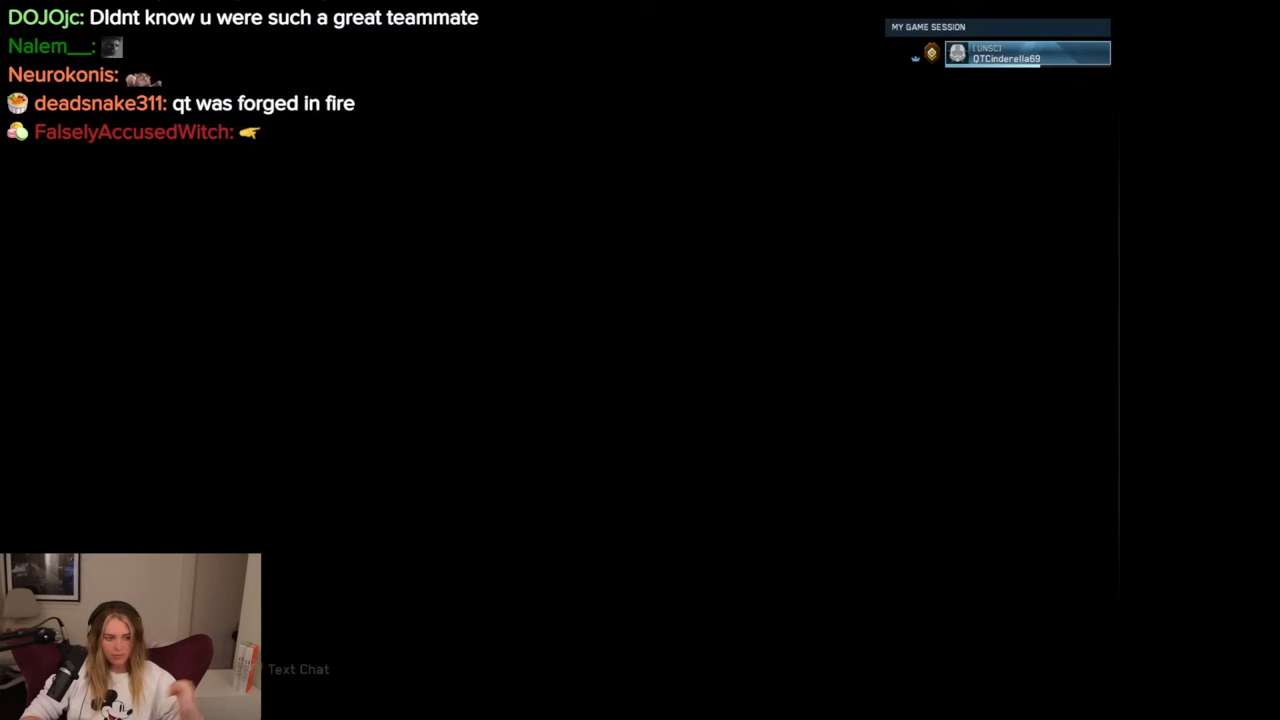 DOJOjc: DIdnt know u were such a great teammate
Nalem__:
Neurokonis:
deadsnake311: qt was forged in fire
FalselyAccusedWitch:
MY GAME SESSION
[UNSC]
QTCinderella69
Text Chat